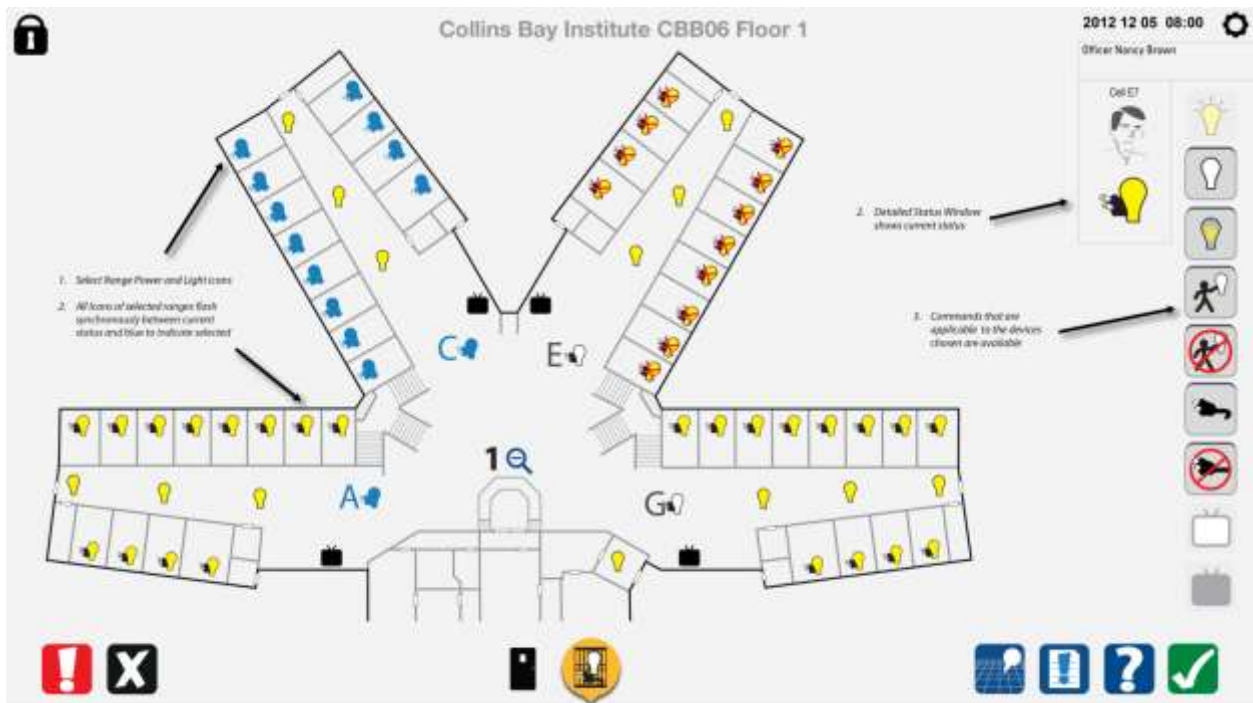 Collins Bay Institute CBB06 Floor 1
2012 12 05 08:00
Officer Nancy Brown
Cell E7
2. Detailed Status Window
shows current status
1. Select Range Power and Light icons
2. All Icons of selected ranges flash
synchronously between current
status and blue to indicate selected
3. Commands that are
applicable to the devices
chosen are available
C
E
1
A
G